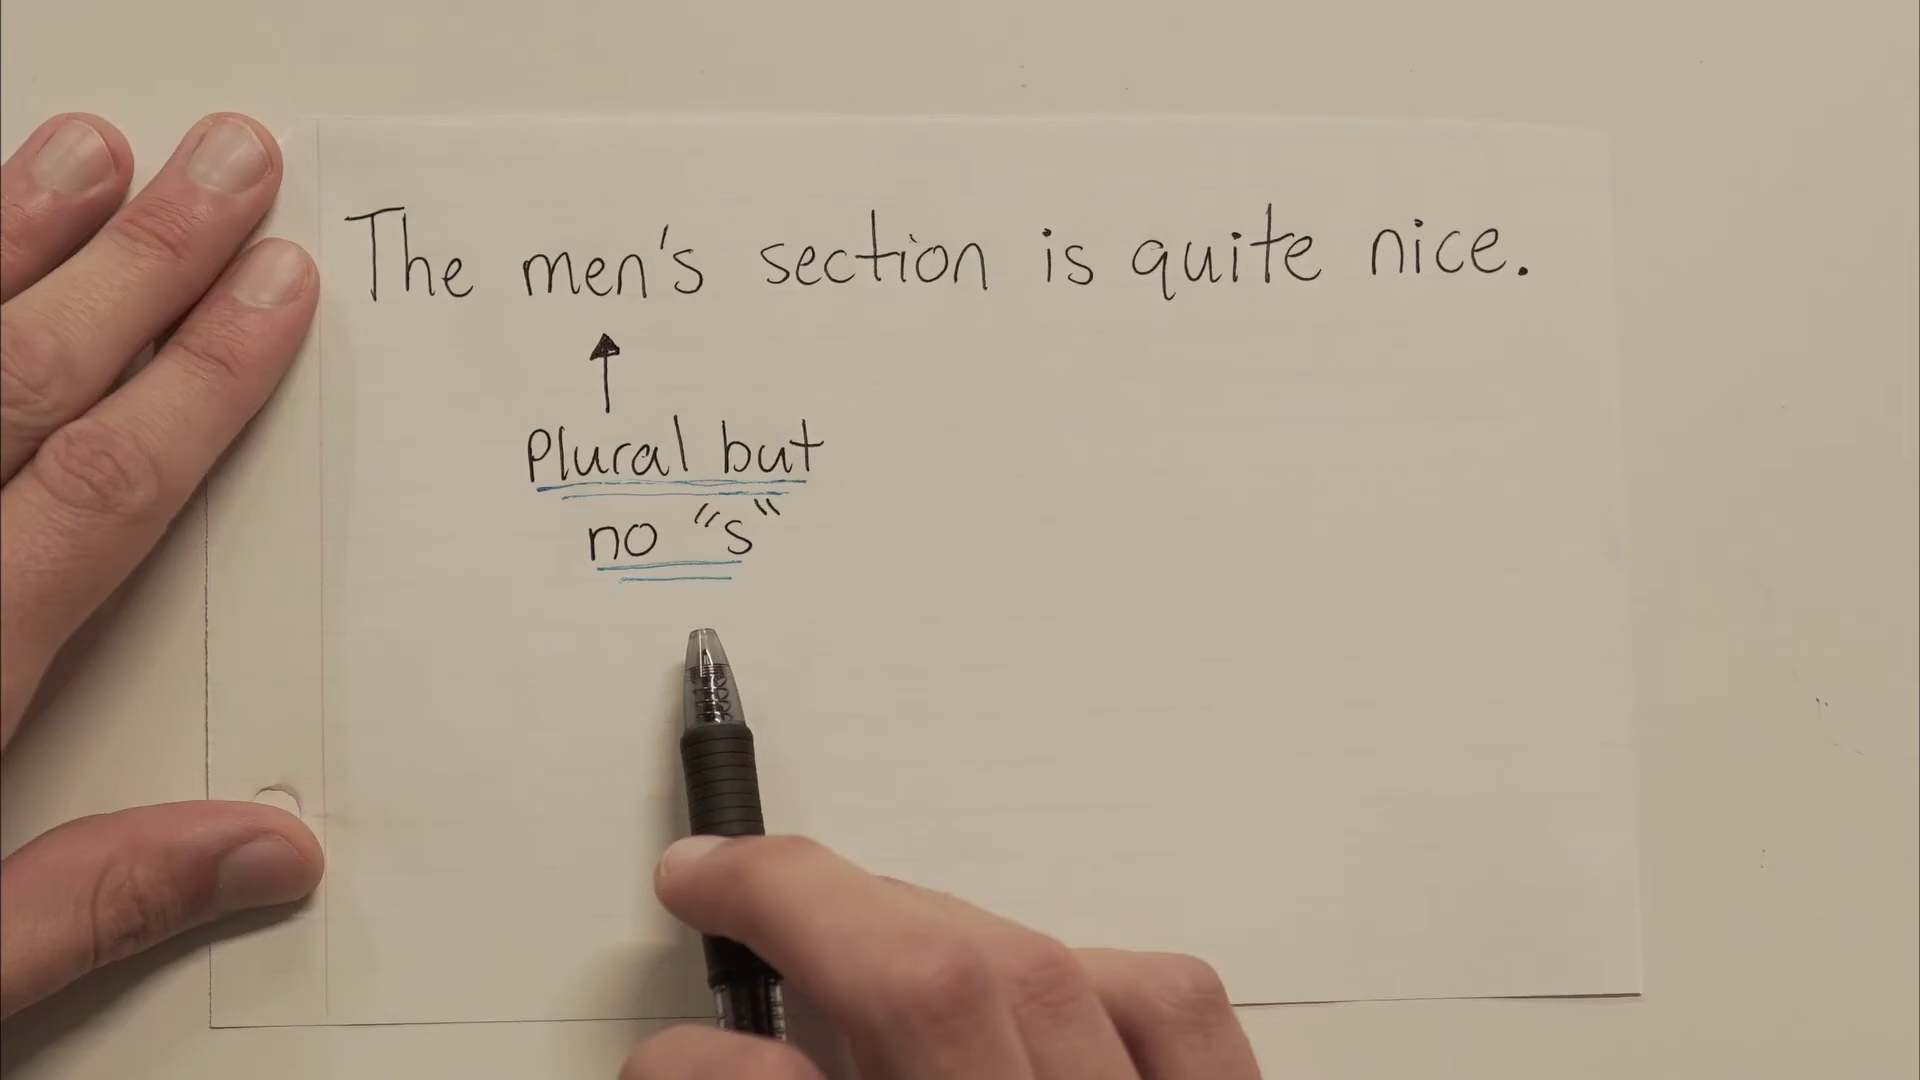 The men's section is quite nice.
Plural but
no "s"